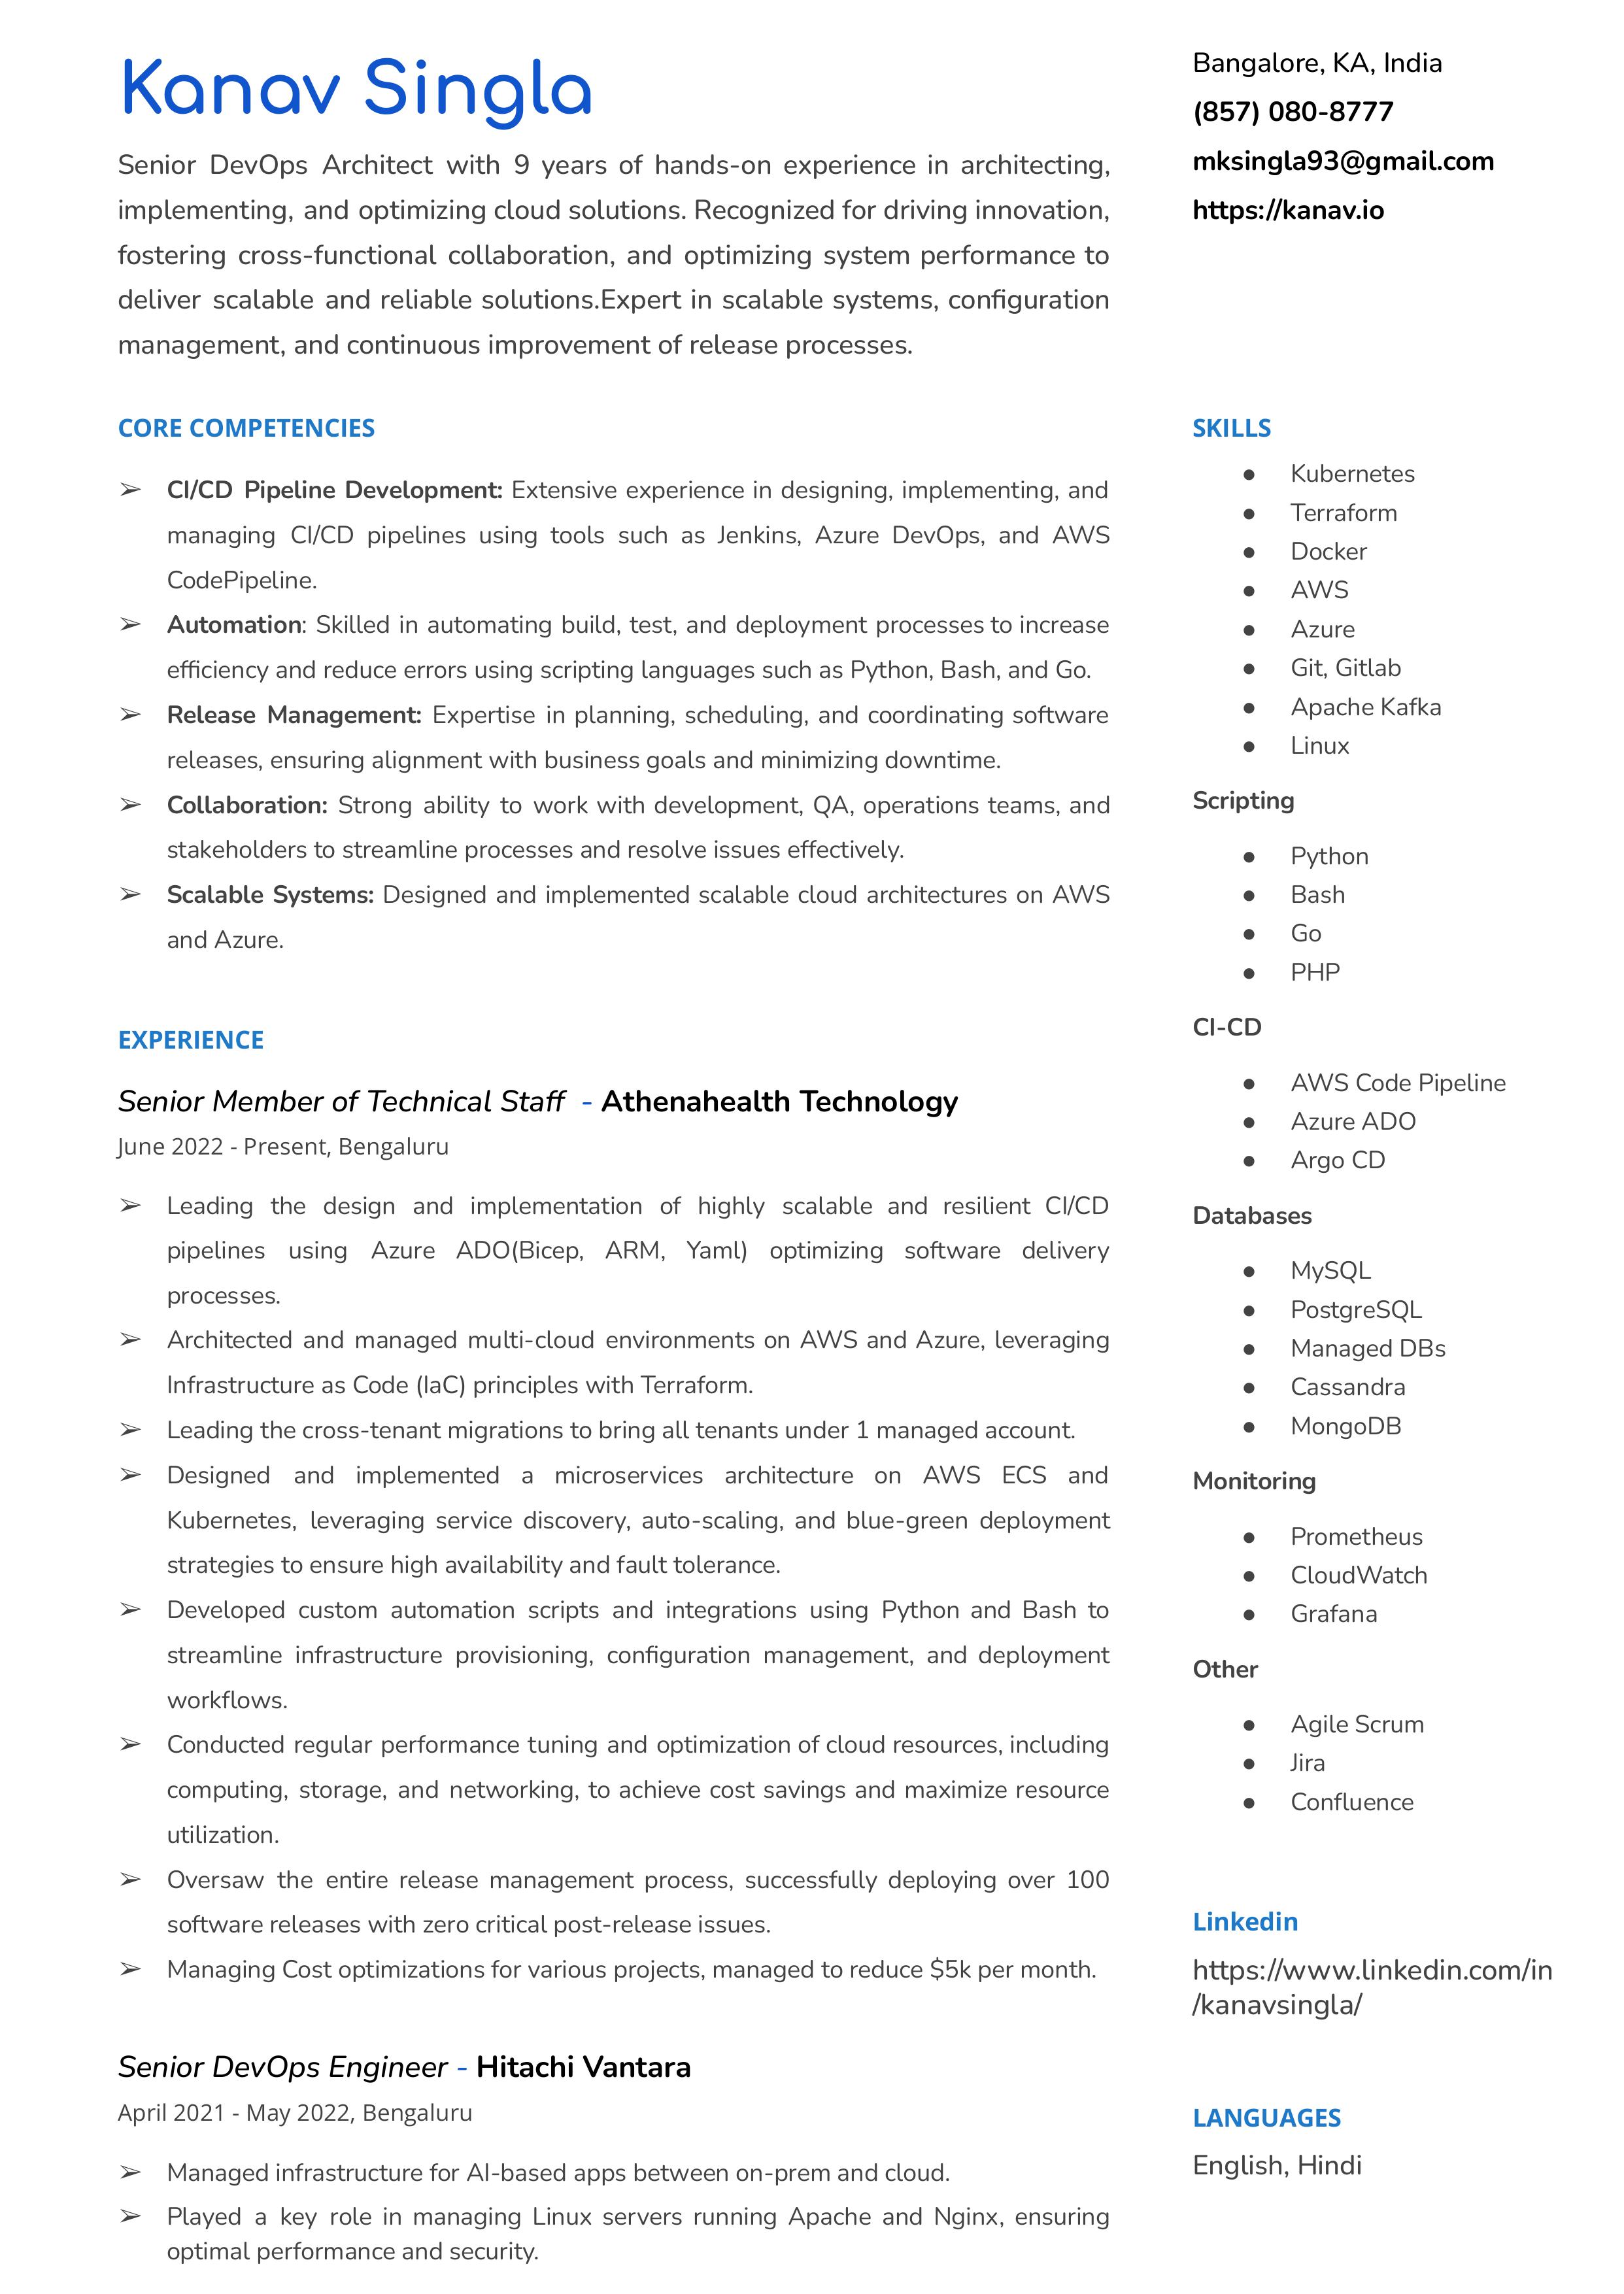 Kanav Singla
Senior DevOps Architect with 9 years of hands-on experience in architecting,
implementing, and optimizing cloud solutions. Recognized for driving innovation,
fostering cross-functional collaboration, and optimizing system performance to
deliver scalable and reliable solutions.Expert in scalable systems, configuration
management, and continuous improvement of release processes.
Bangalore, KA, India
(857) 080-8777
mksingla93@gmail.com
https://kanav.io
CORE COMPETENCIES
➢ CI/CD Pipeline Development: Extensive experience in designing, implementing, and
managing CI/CD pipelines using tools such as Jenkins, Azure DevOps, and AWS
CodePipeline.
➢ Automation: Skilled in automating build, test, and deployment processes to increase
efficiency and reduce errors using scripting languages such as Python, Bash, and Go.
➢ Release Management: Expertise in planning, scheduling, and coordinating software
releases, ensuring alignment with business goals and minimizing downtime.
➢ Collaboration: Strong ability to work with development, QA, operations teams, and
stakeholders to streamline processes and resolve issues effectively.
➢ Scalable Systems: Designed and implemented scalable cloud architectures on AWS
and Azure.
EXPERIENCE
Senior Member of Technical Staff - Athenahealth Technology
June 2022 - Present, Bengaluru
➢ Leading the design and implementation of highly scalable and resilient CI/CD
pipelines using Azure ADO(Bicep, ARM, Yaml) optimizing software delivery
processes.
➢ Architected and managed multi-cloud environments on AWS and Azure, leveraging
Infrastructure as Code (IaC) principles with Terraform.
➢ Leading the cross-tenant migrations to bring all tenants under 1 managed account.
➢ Designed and implemented a microservices architecture on AWS ECS and
Kubernetes, leveraging service discovery, auto-scaling, and blue-green deployment
strategies to ensure high availability and fault tolerance.
➢ Developed custom automation scripts and integrations using Python and Bash to
streamline infrastructure provisioning, configuration management, and deployment
workflows.
➢ Conducted regular performance tuning and optimization of cloud resources, including
computing, storage, and networking, to achieve cost savings and maximize resource
utilization.
➢ Oversaw the entire release management process, successfully deploying over 100
software releases with zero critical post-release issues.
➢ Managing Cost optimizations for various projects, managed to reduce $5k per month.
Senior DevOps Engineer - Hitachi Vantara
April 2021 - May 2022, Bengaluru
➢ Managed infrastructure for AI-based apps between on-prem and cloud.
➢ Played a key role in managing Linux servers running Apache and Nginx, ensuring
optimal performance and security.
SKILLS
● Kubernetes
● Terraform
● Docker
● AWS
● Azure
● Git, Gitlab
● Apache Kafka
● Linux
Scripting
● Python
● Bash
● Go
● PHP
CI-CD
● AWS Code Pipeline
● Azure ADO
● Argo CD
Databases
● MySQL
● PostgreSQL
● Managed DBs
● Cassandra
● MongoDB
Monitoring
● Prometheus
● CloudWatch
● Grafana
Other
● Agile Scrum
● Jira
● Confluence
Linkedin
https://www.linkedin.com/in
/kanavsingla/
LANGUAGES
English, Hindi